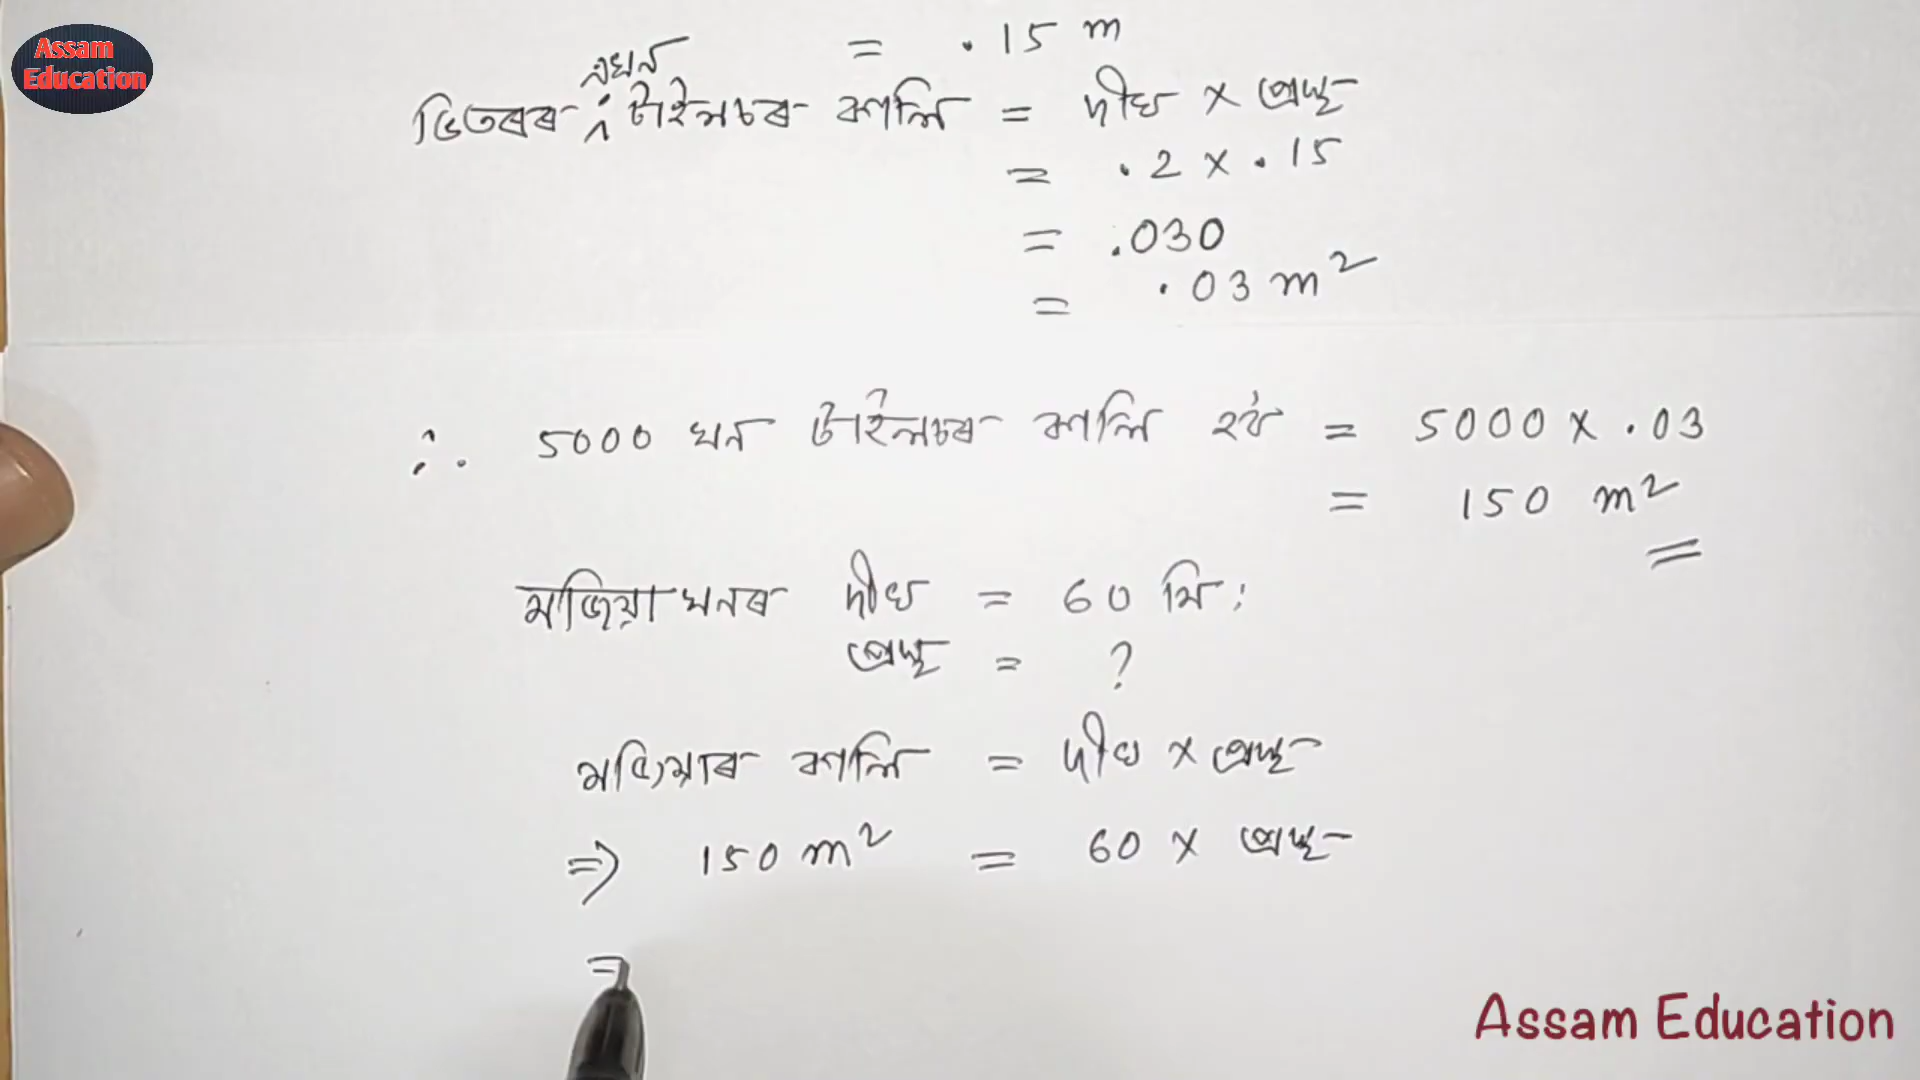 Assam
Education
= .15 m
এখন
ভিতৰৰ টাইলচৰ কালি = দীঘ x প্ৰস্থ
= .2 x .15
= .030
= .03 m²
∴ 5000 খন টাইলচৰ কালি হব = 5000 x .03
= 150 m²
মজিয়াখনৰ দীঘ = 60 মি:
প্ৰস্থ = ?
মজিয়াৰ কালি = দীঘ x প্ৰস্থ
⇒ 150 m² = 60 x প্ৰস্থ
=
Assam Education